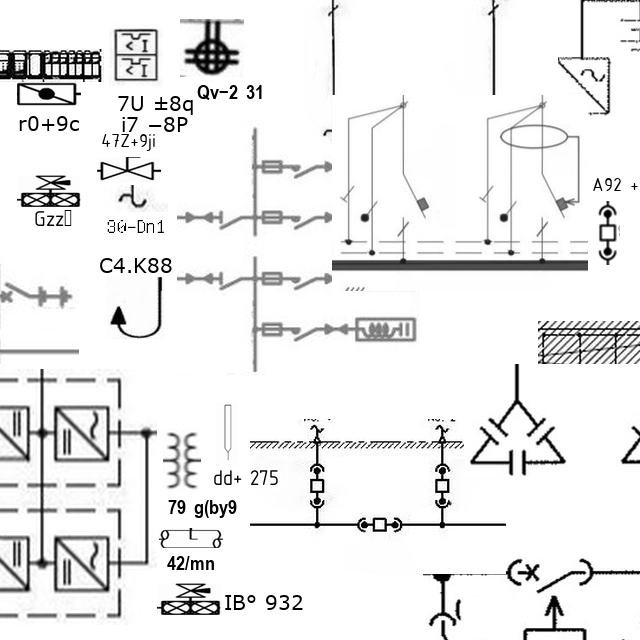 Qv−2 31
7U ±8q
i7 −8P
r0+9c
47Z+9ji
A92 +
Gzz▯
30-Dn1
C4.K88
dd+ 275
79 g(by9
42/mn
IB° 932